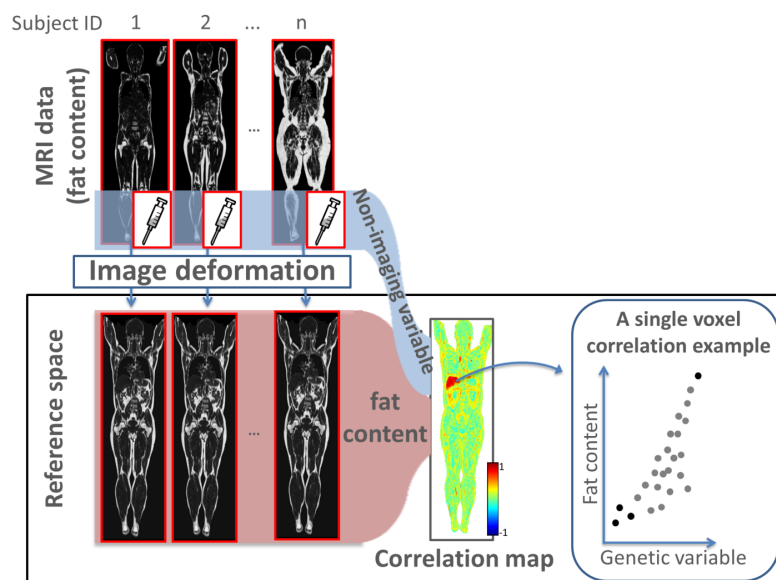 Subject ID 1 2 ... n
MRI data
(fat content)
...
Non-imaging variable
Image deformation
Reference space
...
fat
content
1
-1
Correlation map
A single voxel
correlation example
Fat content
Genetic variable